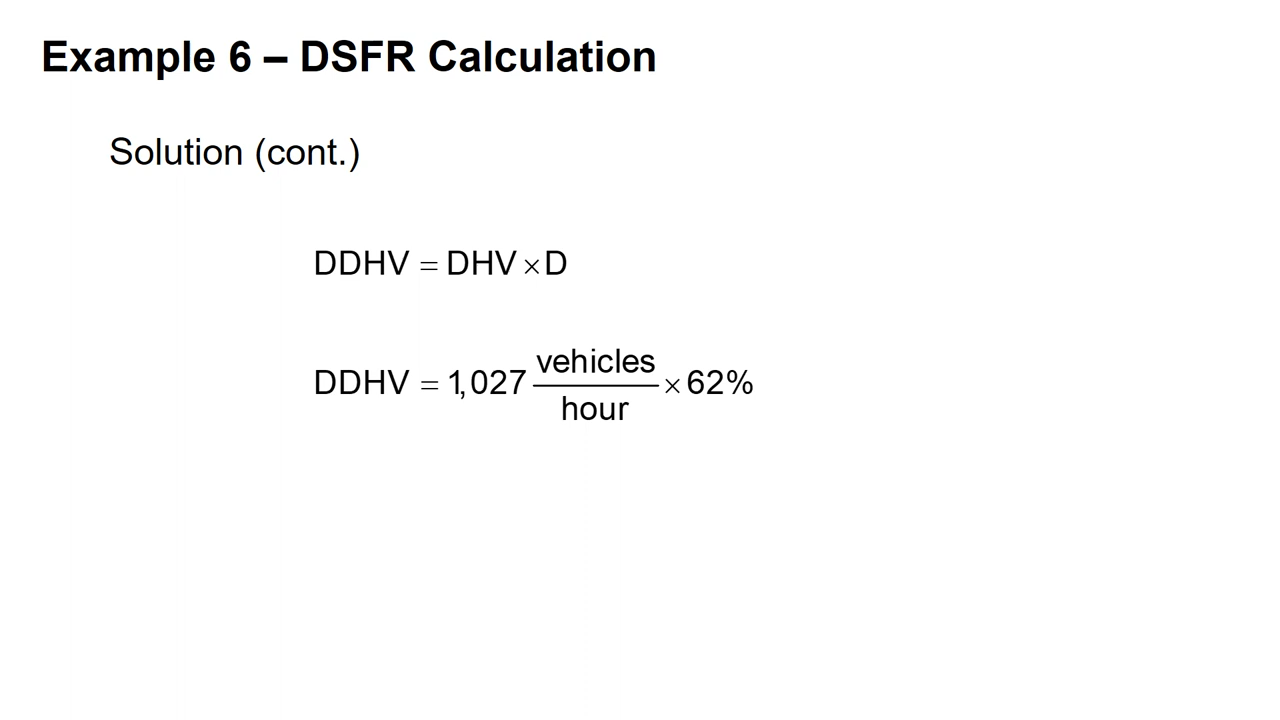 Example 6 – DSFR Calculation
Solution (cont.)
DDHV = DHV × D
DDHV = 1,027 vehicles/hour × 62%